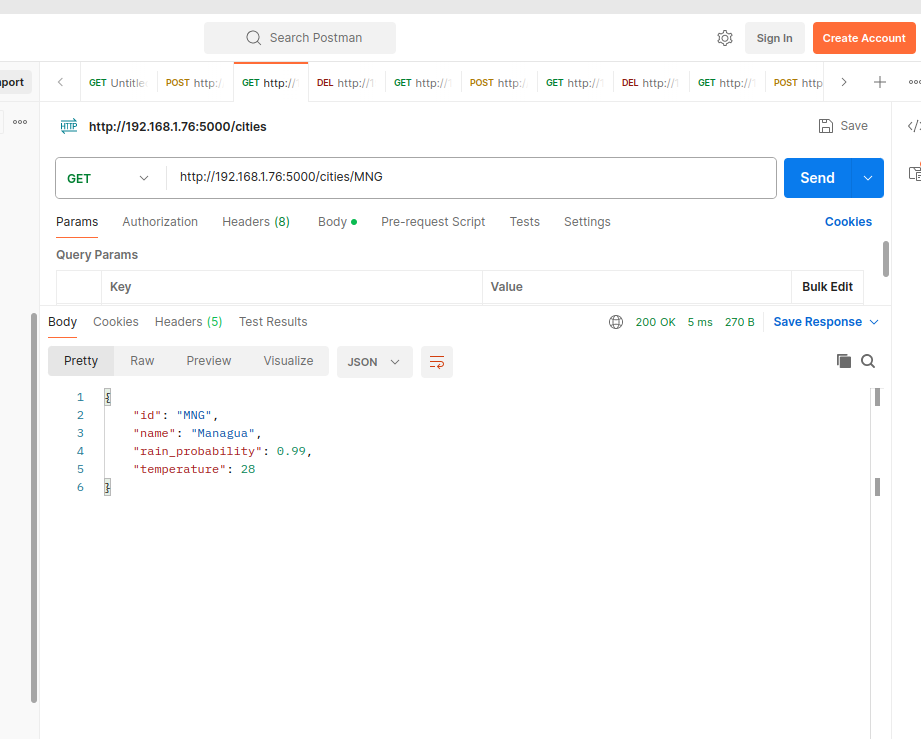 Search Postman
Sign In
Create Account
port
GET Untitle
POST http:/
GET http://
DEL http://
GET http://
POST http:/
GET http://
DEL http://
GET http://
POST http
HTTP http://192.168.1.76:5000/cities
Save
GET http://192.168.1.76:5000/cities/MNG
Send
Params Authorization Headers (8) Body Pre-request Script Tests Settings Cookies
Query Params
Key Value Bulk Edit
Body Cookies Headers (5) Test Results 200 OK 5 ms 270 B Save Response
Pretty Raw Preview Visualize JSON
1 {
2 "id": "MNG",
3 "name": "Managua",
4 "rain_probability": 0.99,
5 "temperature": 28
6 }